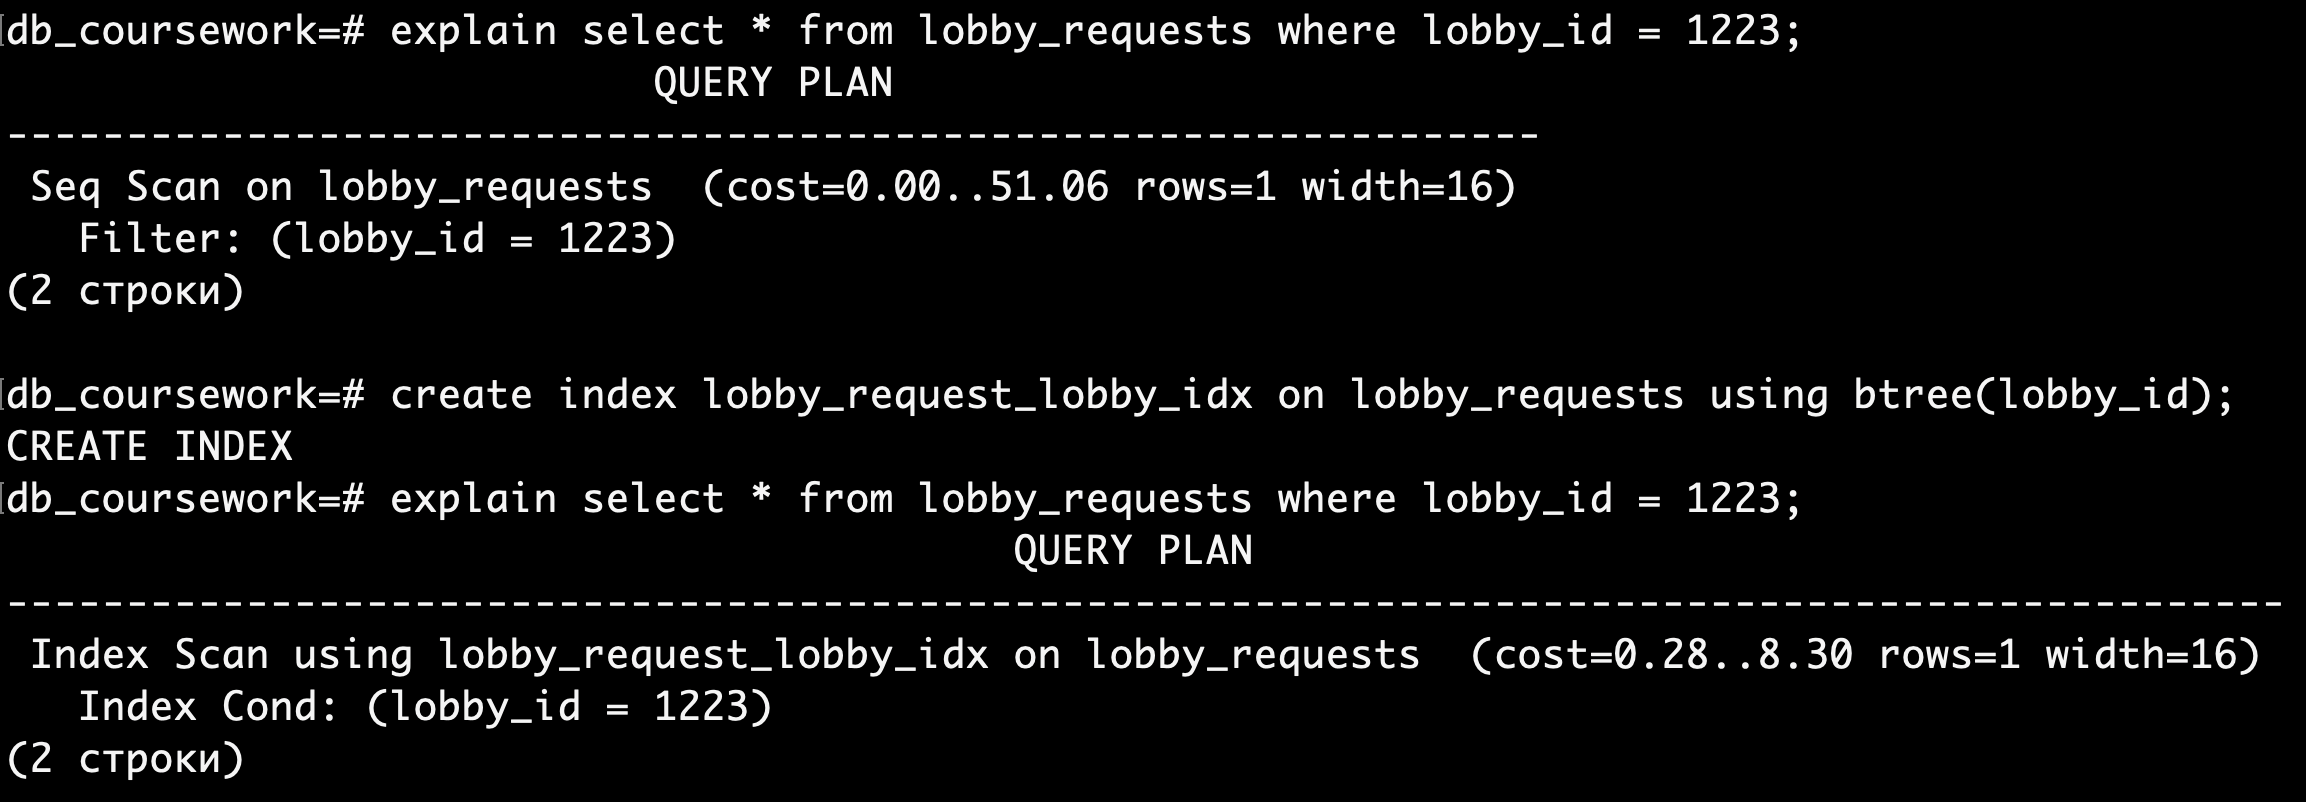 db_coursework=# explain select * from lobby_requests where lobby_id = 1223;
QUERY PLAN
----------------------------------------------------------------
Seq Scan on lobby_requests  (cost=0.00..51.06 rows=1 width=16)
Filter: (lobby_id = 1223)
(2 строки)
db_coursework=# create index lobby_request_lobby_idx on lobby_requests using btree(lobby_id);
CREATE INDEX
db_coursework=# explain select * from lobby_requests where lobby_id = 1223;
QUERY PLAN
-----------------------------------------------------------------------------------------------
Index Scan using lobby_request_lobby_idx on lobby_requests  (cost=0.28..8.30 rows=1 width=16)
Index Cond: (lobby_id = 1223)
(2 строки)